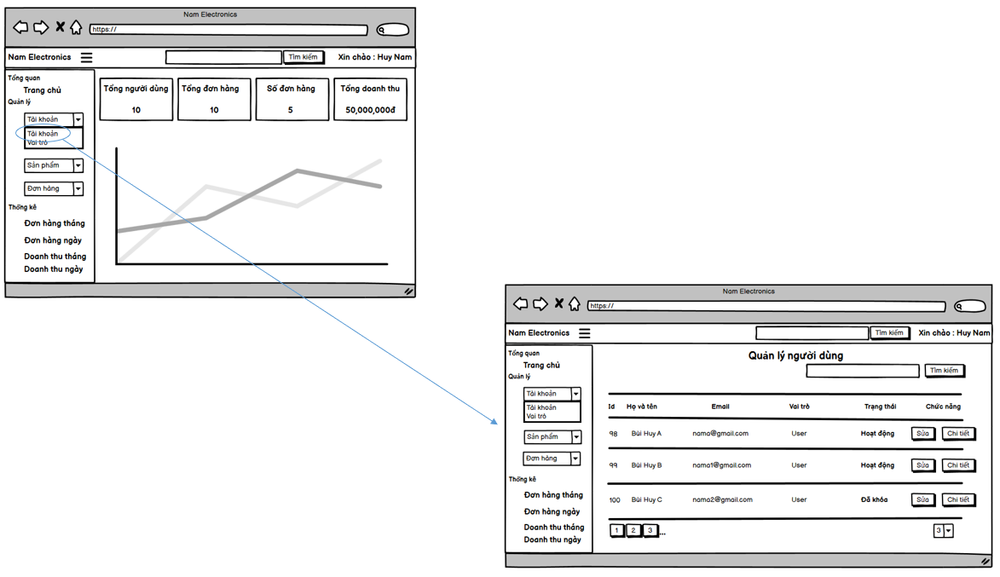 Nam Electronics
https://
Nam Electronics
Tìm kiếm
Xin chào : Huy Nam
Tổng quan
Trang chủ
Quản lý
Tài khoản
Tài khoản
Vai trò
Sản phẩm
Đơn hàng
Thống kê
Đơn hàng tháng
Đơn hàng ngày
Doanh thu tháng
Doanh thu ngày
Tổng người dùng
10
Tổng đơn hàng
10
Số đơn hàng
5
Tổng doanh thu
50,000,000đ
Nam Electronics
https://
Nam Electronics
Tìm kiếm
Xin chào : Huy Nam
Tổng quan
Trang chủ
Quản lý
Tài khoản
Tài khoản
Vai trò
Sản phẩm
Đơn hàng
Thống kê
Đơn hàng tháng
Đơn hàng ngày
Doanh thu tháng
Doanh thu ngày
Quản lý người dùng
Tìm kiếm
Id Họ và tên Email Vai trò Trạng thái Chức năng
98 Bùi Huy A nama@gmail.com User Hoạt động Sửa Chi tiết
99 Bùi Huy B nama1@gmail.com User Hoạt động Sửa Chi tiết
100 Bùi Huy C nama2@gmail.com User Đã khóa Sửa Chi tiết
1 2 3 ... 3